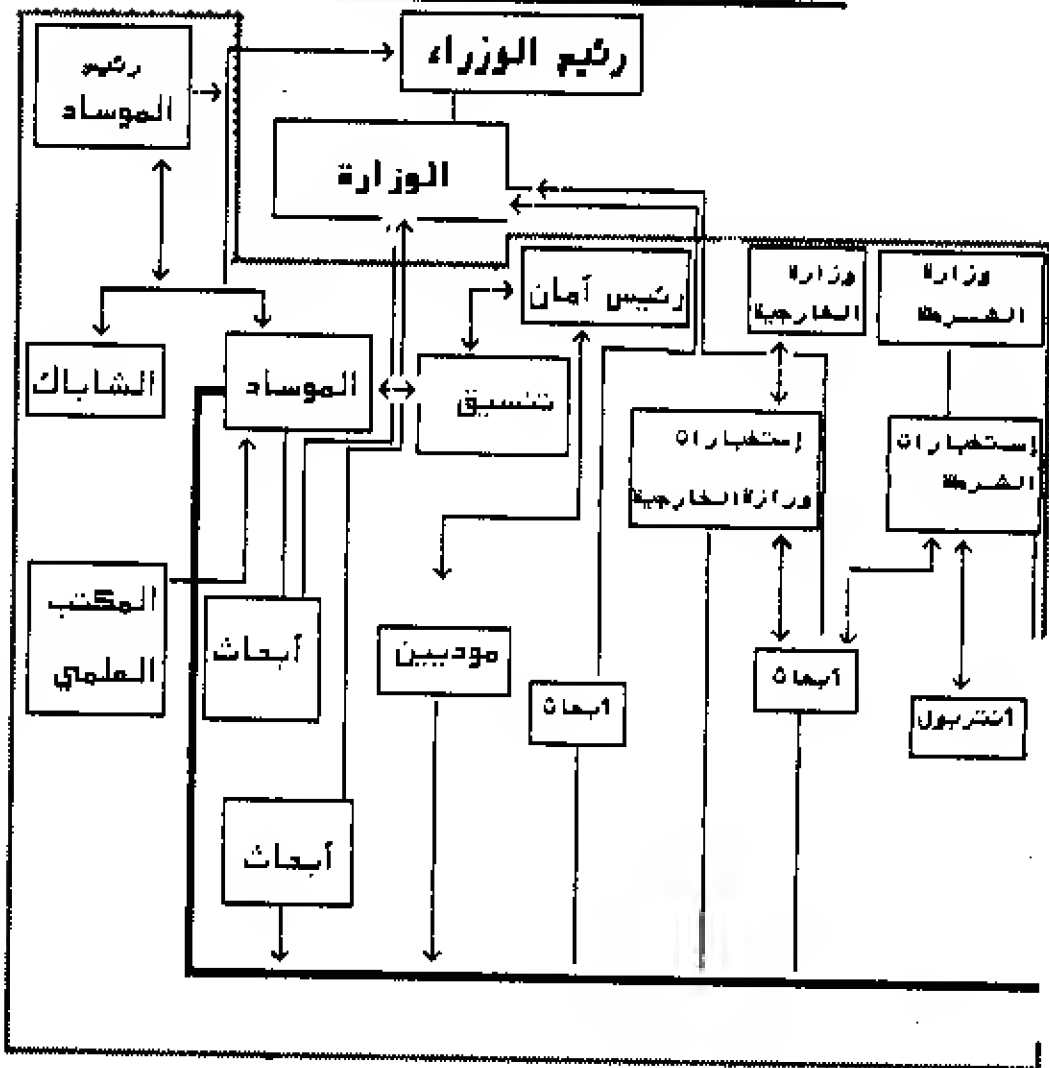 رئيس الوزراء
رئيس
الموساد
الوزارة
وزارة
الشرطة
وزارة
الخارجية
رئيس أمان
تنسيق
الموساد
الشاباك
إستخبارات
الشرطة
إستخبارات
وزارة الخارجية
المكتب
العلمي
أبحاث
موديين
أبحاث
أبحاث
أنتربول
أبحاث